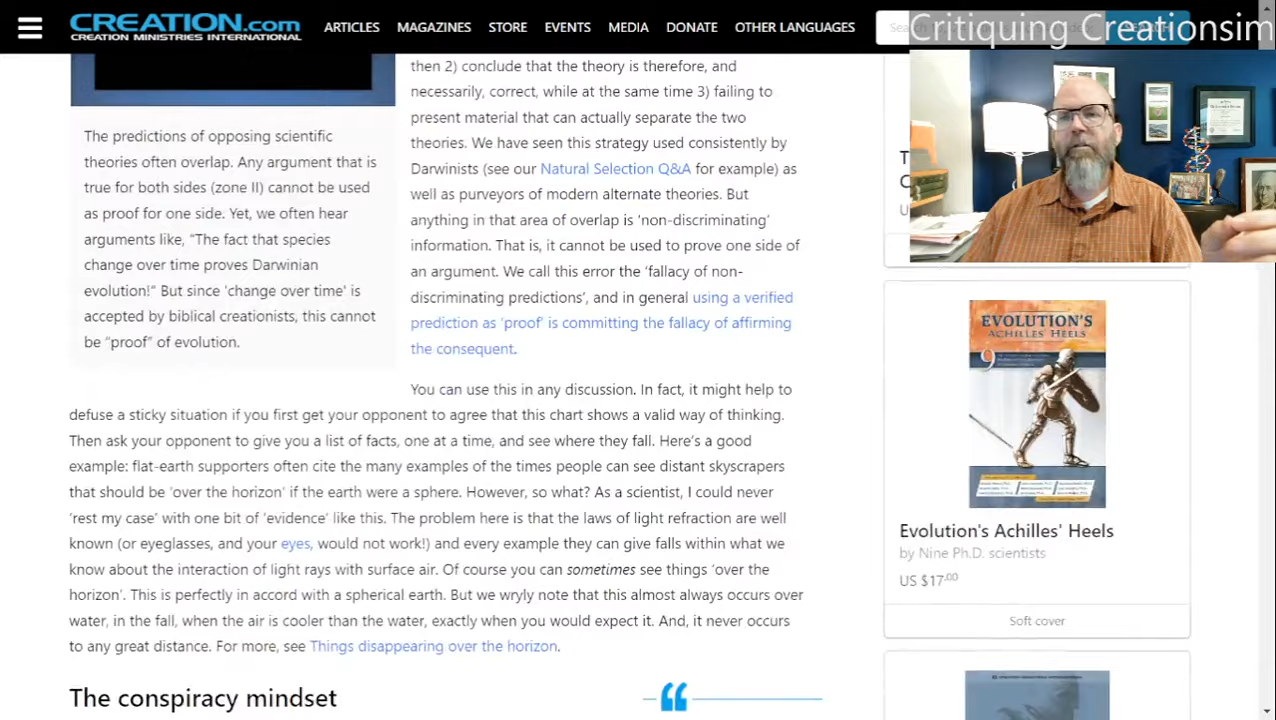 CREATION.com
CREATION MINISTRIES INTERNATIONAL
ARTICLES
MAGAZINES
STORE
EVENTS
MEDIA
DONATE
OTHER LANGUAGES
Critiquing Creationsim
The predictions of opposing scientific
theories often overlap. Any argument that is
true for both sides (zone II) cannot be used
as proof for one side. Yet, we often hear
arguments like, “The fact that species
change over time proves Darwinian
evolution!” But since 'change over time' is
accepted by biblical creationists, this cannot
be “proof” of evolution.
then 2) conclude that the theory is therefore, and
necessarily, correct, while at the same time 3) failing to
present material that can actually separate the two
theories. We have seen this strategy used consistently by
Darwinists (see our Natural Selection Q&A for example) as
well as purveyors of modern alternate theories. But
anything in that area of overlap is ‘non-discriminating’
information. That is, it cannot be used to prove one side of
an argument. We call this error the ‘fallacy of non-
discriminating predictions’, and in general using a verified
prediction as ‘proof’ is committing the fallacy of affirming
the consequent.
You can use this in any discussion. In fact, it might help to
defuse a sticky situation if you first get your opponent to agree that this chart shows a valid way of thinking.
Then ask your opponent to give you a list of facts, one at a time, and see where they fall. Here’s a good
example: flat-earth supporters often cite the many examples of the times people can see distant skyscrapers
that should be ‘over the horizon’ if the earth were a sphere. However, so what? As a scientist, I could never
‘rest my case’ with one bit of ‘evidence’ like this. The problem here is that the laws of light refraction are well
known (or eyeglasses, and your eyes, would not work!) and every example they can give falls within what we
know about the interaction of light rays with surface air. Of course you can sometimes see things ‘over the
horizon’. This is perfectly in accord with a spherical earth. But we wryly note that this almost always occurs over
water, in the fall, when the air is cooler than the water, exactly when you would expect it. And, it never occurs
to any great distance. For more, see Things disappearing over the horizon.
The conspiracy mindset
“
T
C
U
EVOLUTION'S
ACHILLES' HEELS
9
Evolution's Achilles' Heels
by Nine Ph.D. scientists
US $17.00
Soft cover